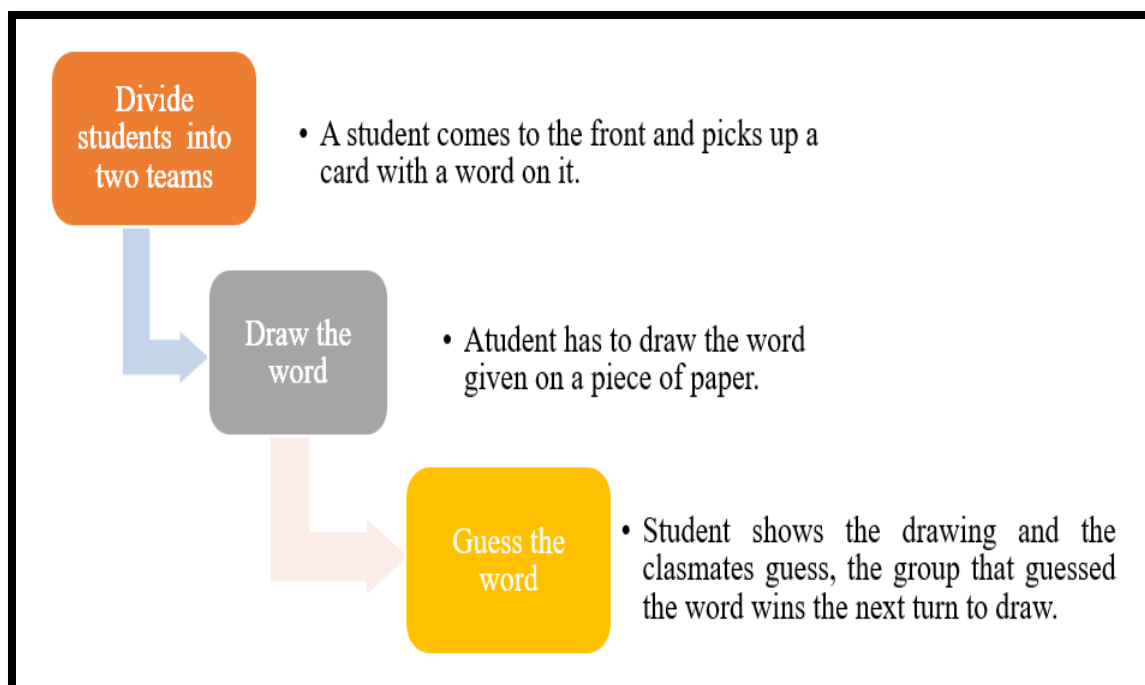 Divide
students into
two teams
• A student comes to the front and picks up a
card with a word on it.
Draw the
word
• Atudent has to draw the word
given on a piece of paper.
Guess the
word
• Student shows the drawing and the
clasmates guess, the group that guessed
the word wins the next turn to draw.